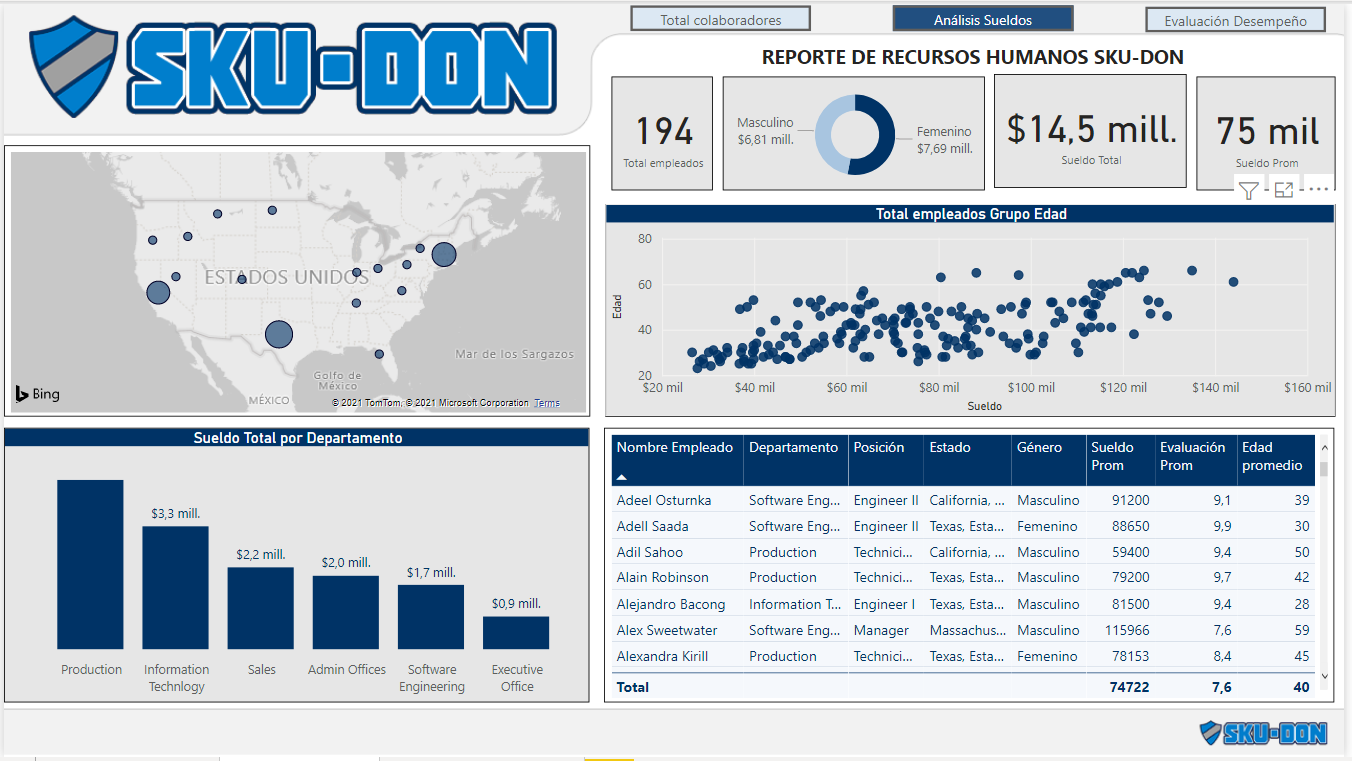 SKU-DON
Total colaboradores
Análisis Sueldos
Evaluación Desempeño
REPORTE DE RECURSOS HUMANOS SKU-DON
194
Total empleados
Masculino
$6,81 mill.
Femenino
$7,69 mill.
$14,5 mill.
Sueldo Total
75 mil
Sueldo Prom
ESTADOS UNIDOS
Mar de los Sargazos
Golfo de
México
MÉXICO
Bing
© 2021 TomTom, © 2021 Microsoft Corporation Terms
Total empleados Grupo Edad
Edad
80
60
40
20
$20 mil $40 mil $60 mil $80 mil $100 mil $120 mil $140 mil $160 mil
Sueldo
Sueldo Total por Departamento
$3,3 mill.
$2,2 mill.
$2,0 mill.
$1,7 mill.
$0,9 mill.
Production
Information
Technlogy
Sales
Admin Offices
Software
Engineering
Executive
Office
Nombre Empleado Departamento Posición Estado Género Sueldo Prom Evaluación Prom Edad promedio
Adeel Osturnka Software Eng... Engineer II California, ... Masculino 91200 9,1 39
Adell Saada Software Eng... Engineer II Texas, Esta... Femenino 88650 9,9 30
Adil Sahoo Production Technici... California, ... Masculino 59400 9,4 50
Alain Robinson Production Technici... Texas, Esta... Masculino 79200 9,7 42
Alejandro Bacong Information T... Engineer I Texas, Esta... Masculino 81500 9,4 28
Alex Sweetwater Software Eng... Manager Massachus... Masculino 115966 7,6 59
Alexandra Kirill Production Technici... Texas, Esta... Femenino 78153 8,4 45
Total 74722 7,6 40
SKU-DON